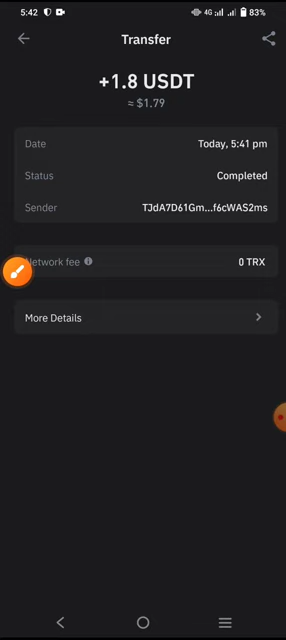 5:42 4G 83%
Transfer
+1.8 USDT
≈ $1.79
Date Today, 5:41 pm
Status Completed
Sender TJdA7D61Gm...f6cWAS2ms
Network fee 0 TRX
More Details